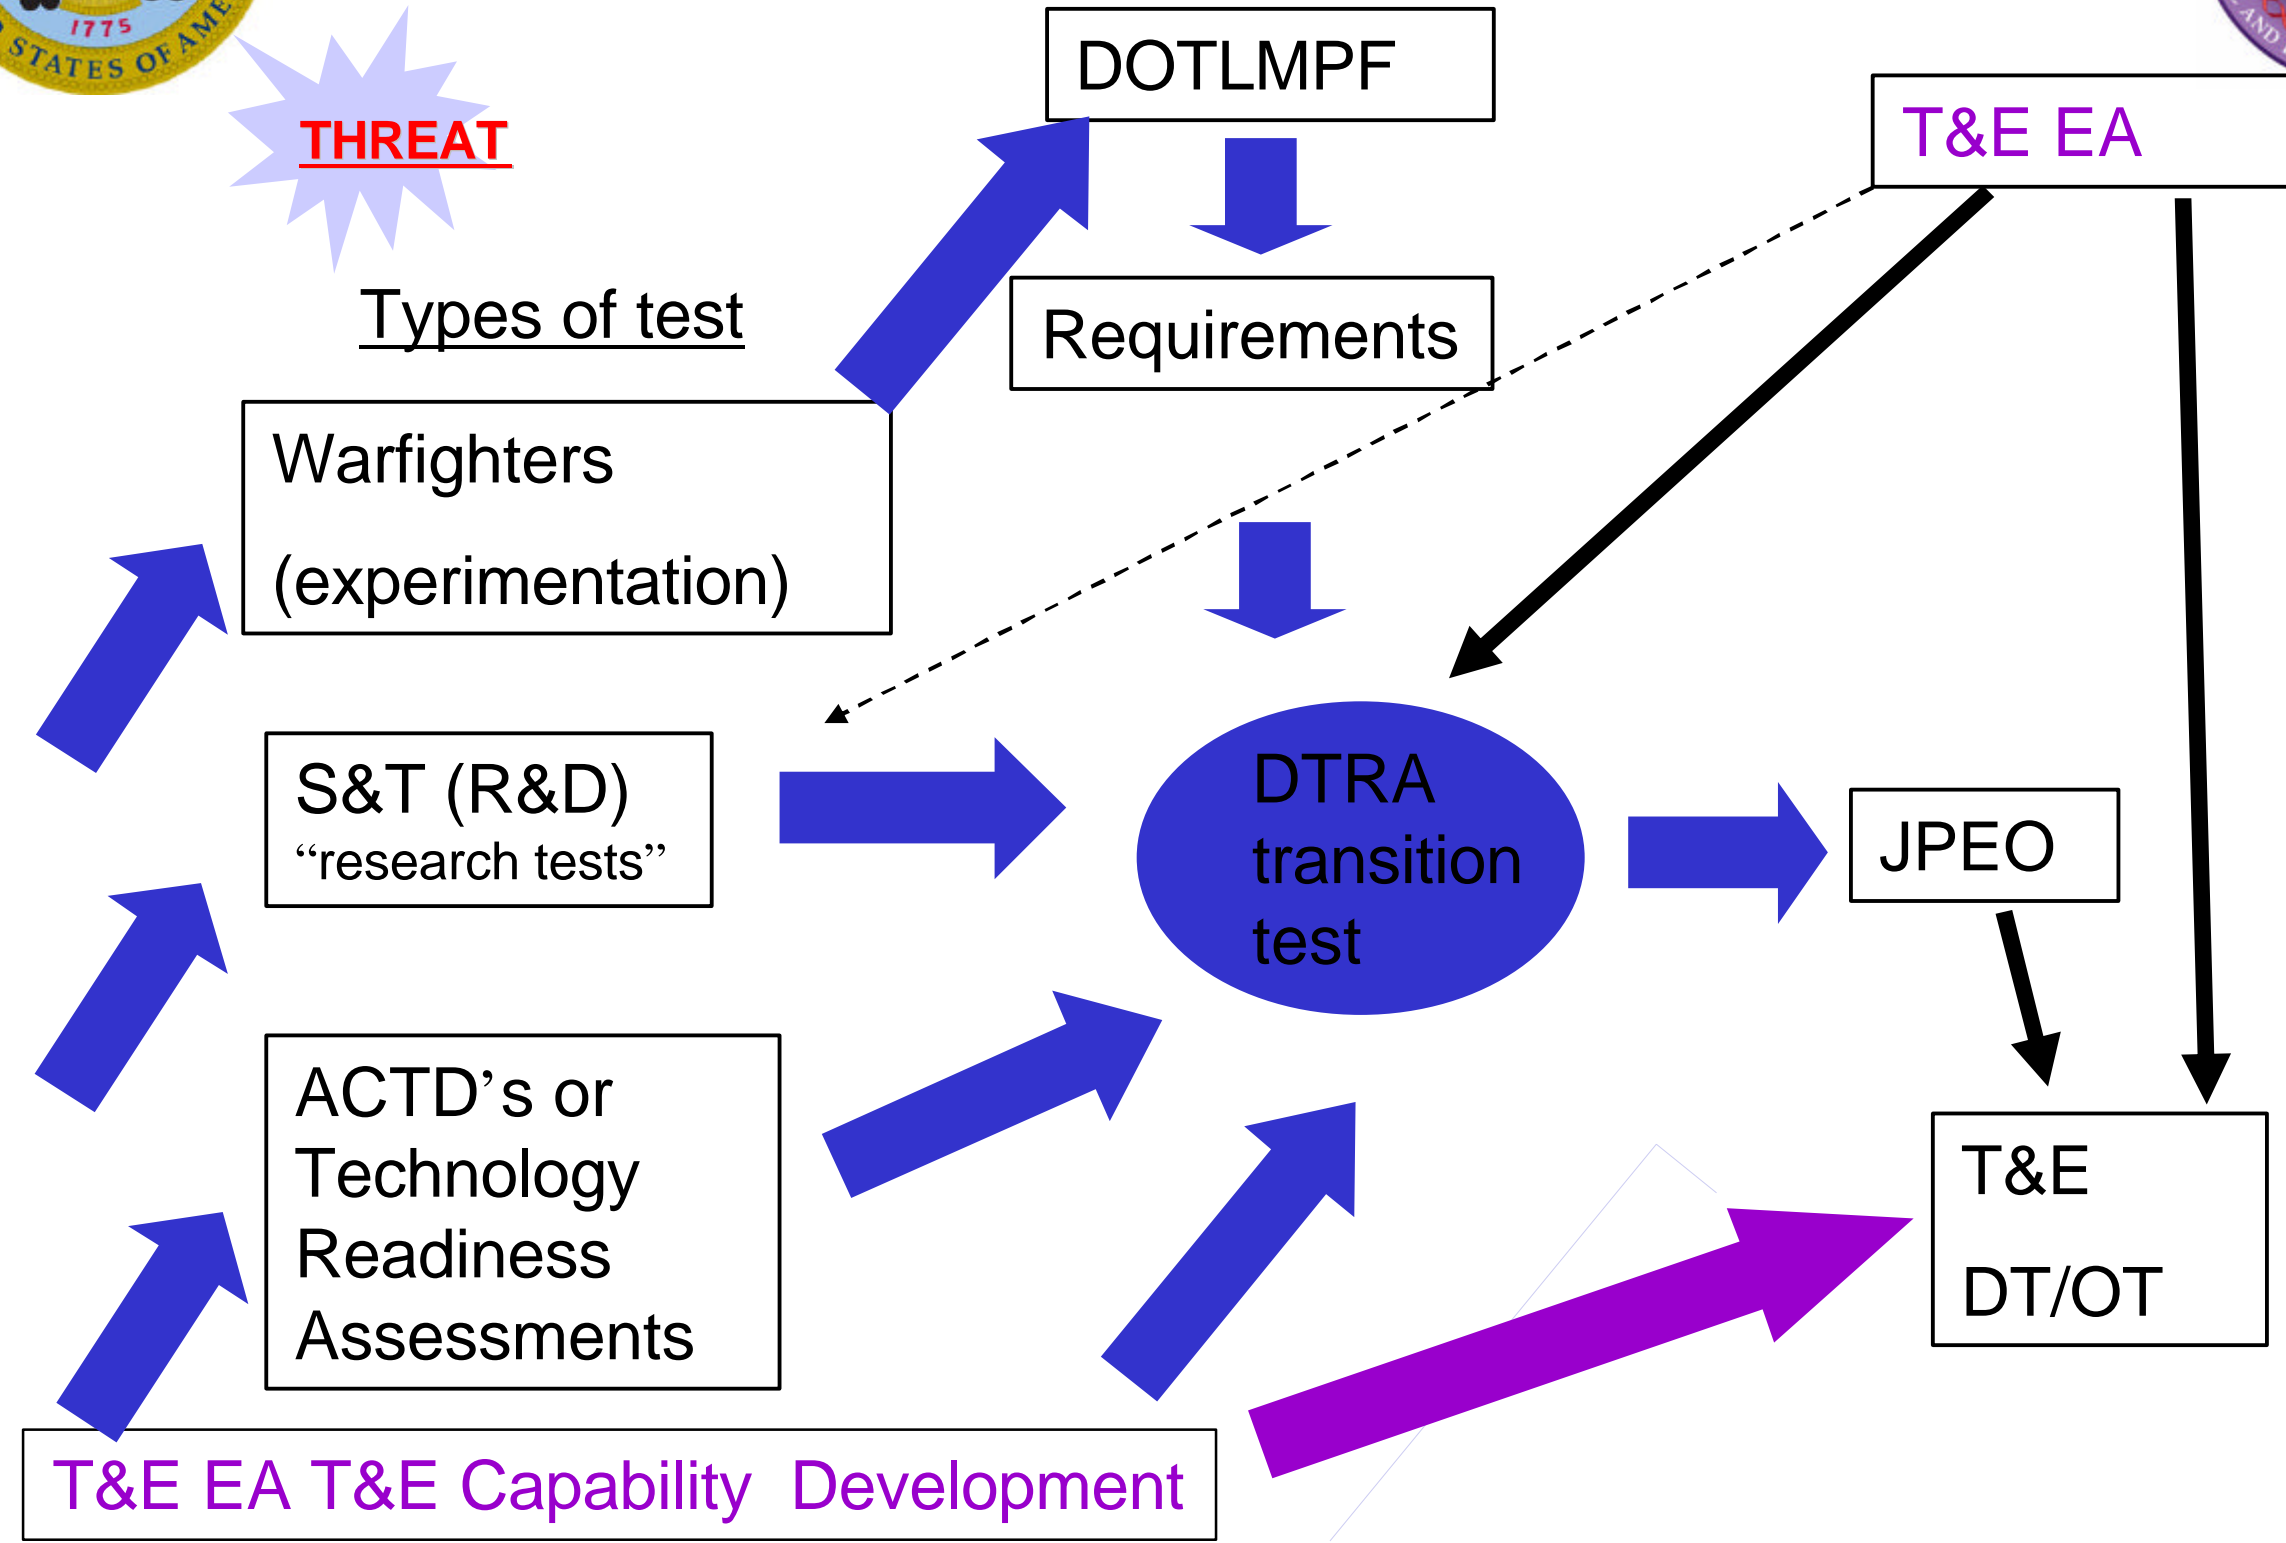 1775
STATES OF AME
AND
THREAT
DOTLMPF
T&E EA
Types of test
Requirements
Warfighters
(experimentation)
S&T (R&D)
“research tests”
DTRA
transition
test
JPEO
ACTD’s or
Technology
Readiness
Assessments
T&E
DT/OT
T&E EA T&E Capability Development